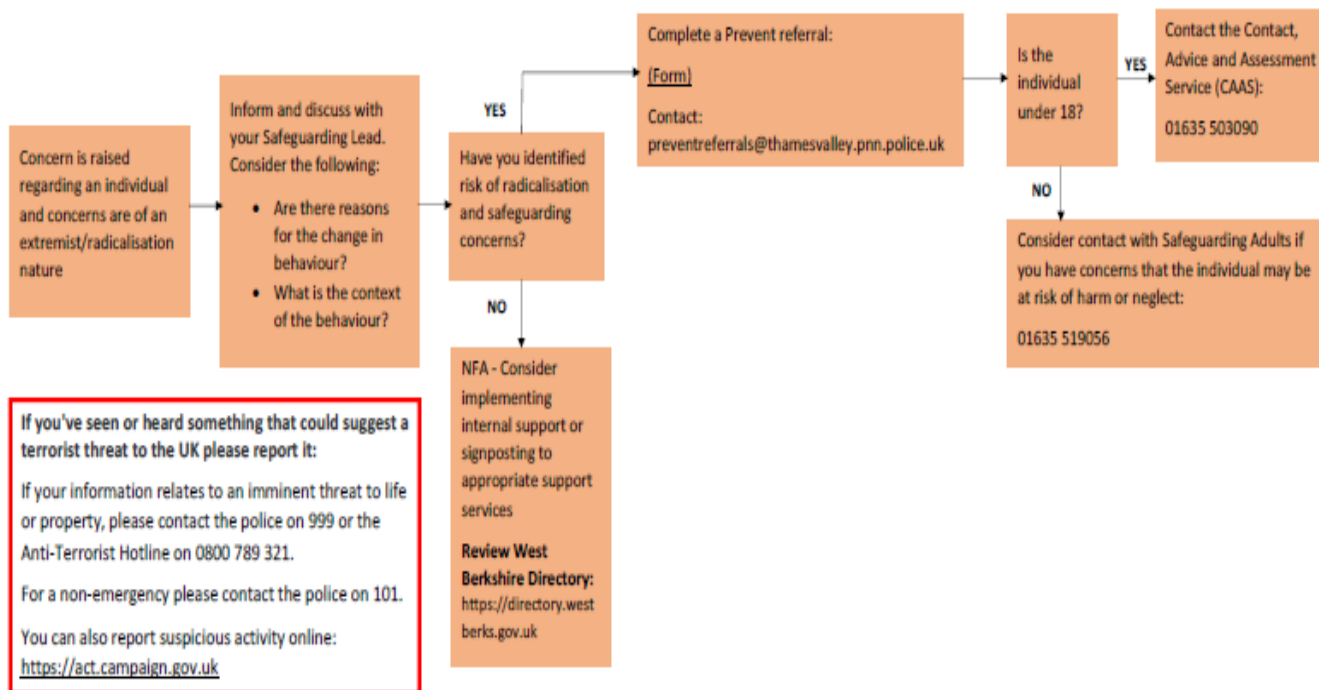 Concern is raised
regarding an individual
and concerns are of an
extremist/radicalisation
nature
Inform and discuss with
your Safeguarding Lead.
Consider the following:
• Are there reasons
for the change in
behaviour?
• What is the context
of the behaviour?
YES
Have you identified
risk of radicalisation
and safeguarding
concerns?
NO
Complete a Prevent referral:
(Form)
Contact:
preventreferrals@thamesvalley.pnn.police.uk
Is the
individual
under 18?
YES
Contact the Contact,
Advice and Assessment
Service (CAAS):
01635 503090
NO
Consider contact with Safeguarding Adults if
you have concerns that the individual may be
at risk of harm or neglect:
01635 519056
NFA - Consider
implementing
internal support or
signposting to
appropriate support
services
Review West
Berkshire Directory:
https://directory.west
berks.gov.uk
If you've seen or heard something that could suggest a
terrorist threat to the UK please report it:
If your information relates to an imminent threat to life
or property, please contact the police on 999 or the
Anti-Terrorist Hotline on 0800 789 321.
For a non-emergency please contact the police on 101.
You can also report suspicious activity online:
https://act.campaign.gov.uk